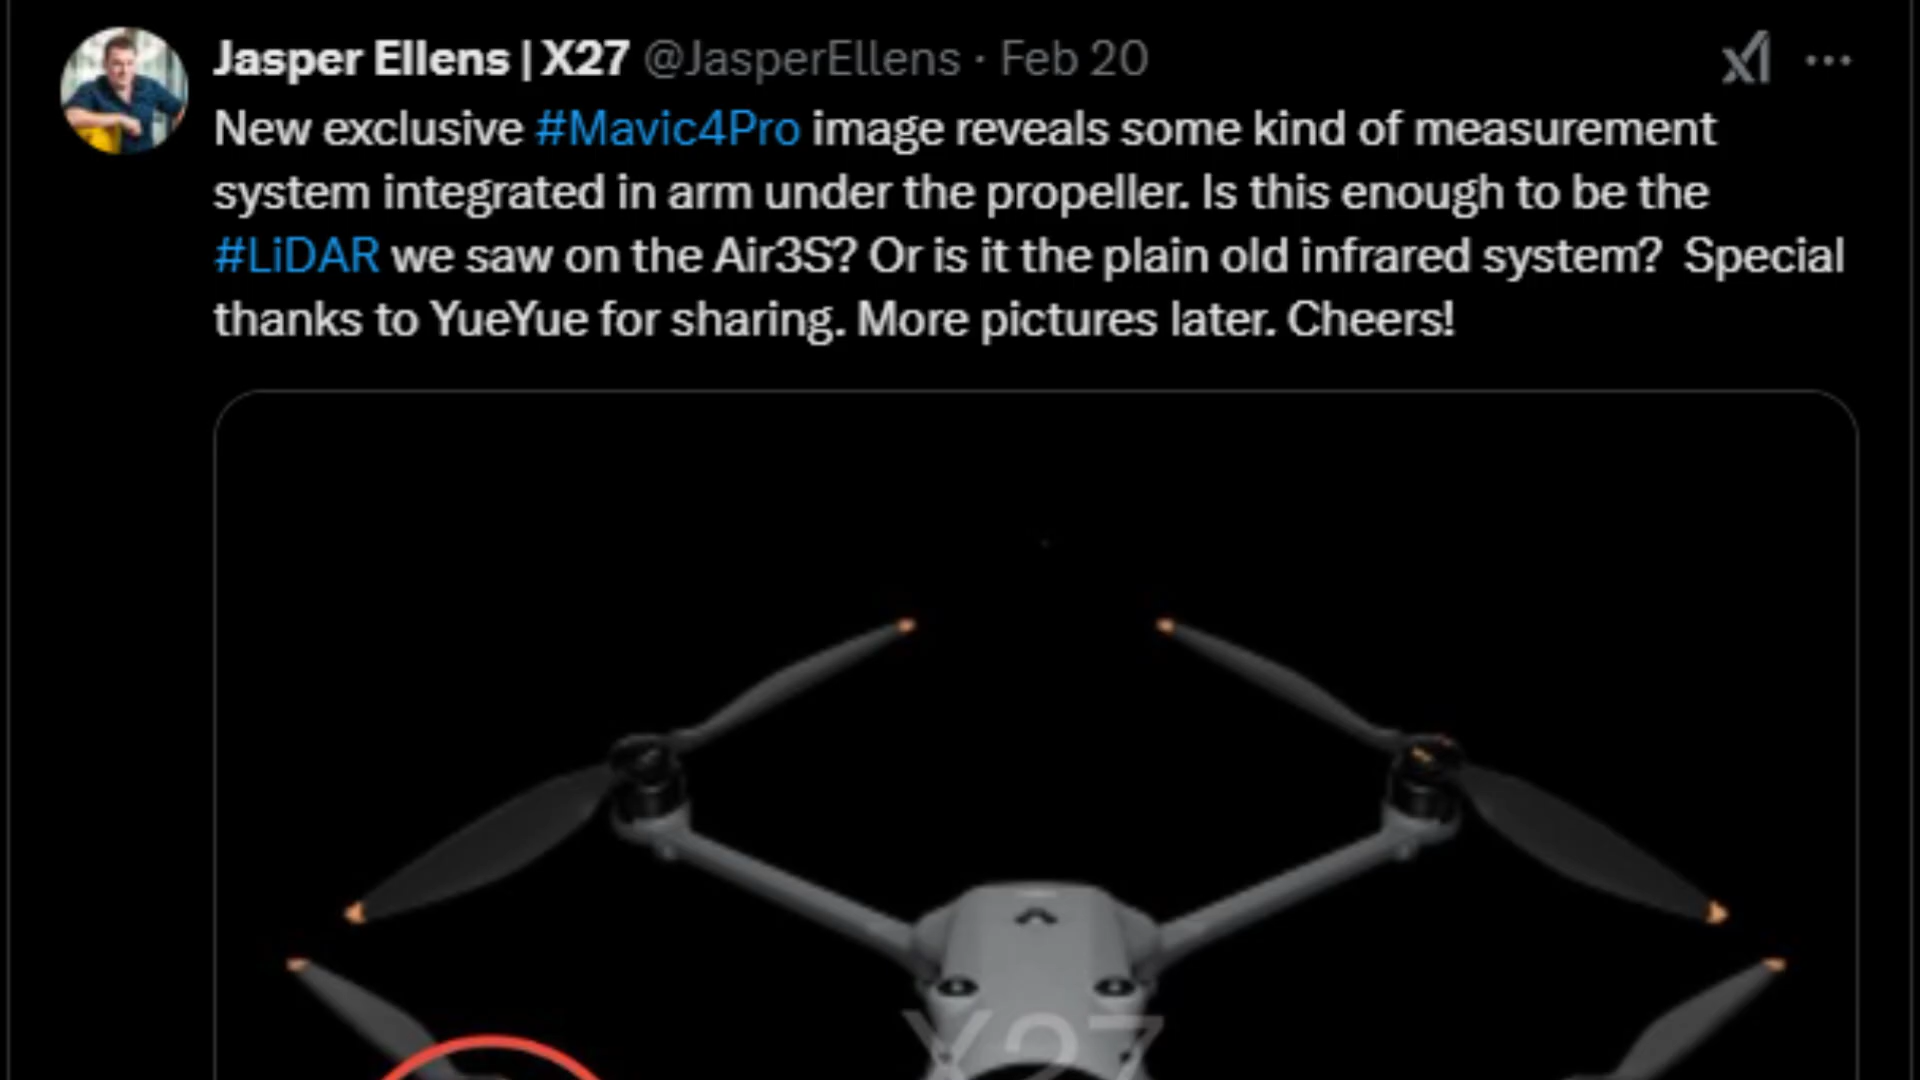 Jasper Ellens | X27 @JasperEllens · Feb 20
New exclusive #Mavic4Pro image reveals some kind of measurement
system integrated in arm under the propeller. Is this enough to be the
#LiDAR we saw on the Air3S? Or is it the plain old infrared system?  Special
thanks to YueYue for sharing. More pictures later. Cheers!
X27